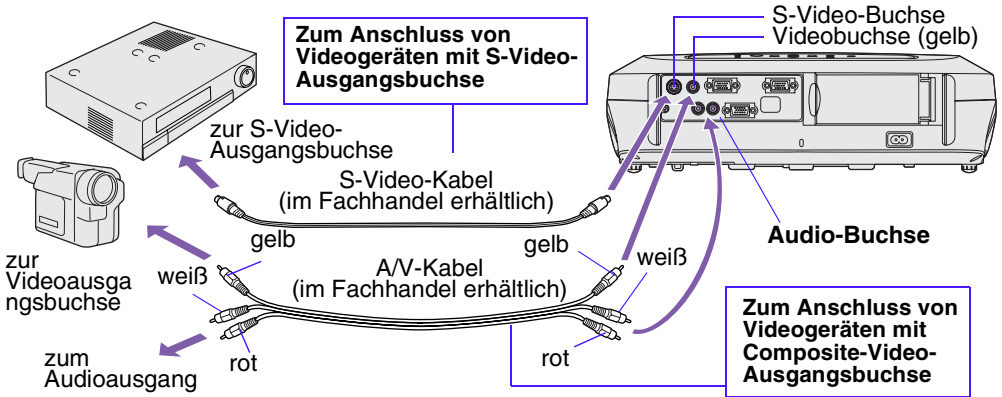 Zum Anschluss von
Videogeräten mit S-Video-
Ausgangsbuchse
S-Video-Buchse
Videobuchse (gelb)
zur S-Video-
Ausgangsbuchse
S-Video-Kabel
(im Fachhandel erhältlich)
Audio-Buchse
gelb
gelb
zur
Videoausga
ngsbuchse
weiß
A/V-Kabel
(im Fachhandel erhältlich)
weiß
Zum Anschluss von
Videogeräten mit
Composite-Video-
Ausgangsbuchse
zum
Audioausgang
rot
rot